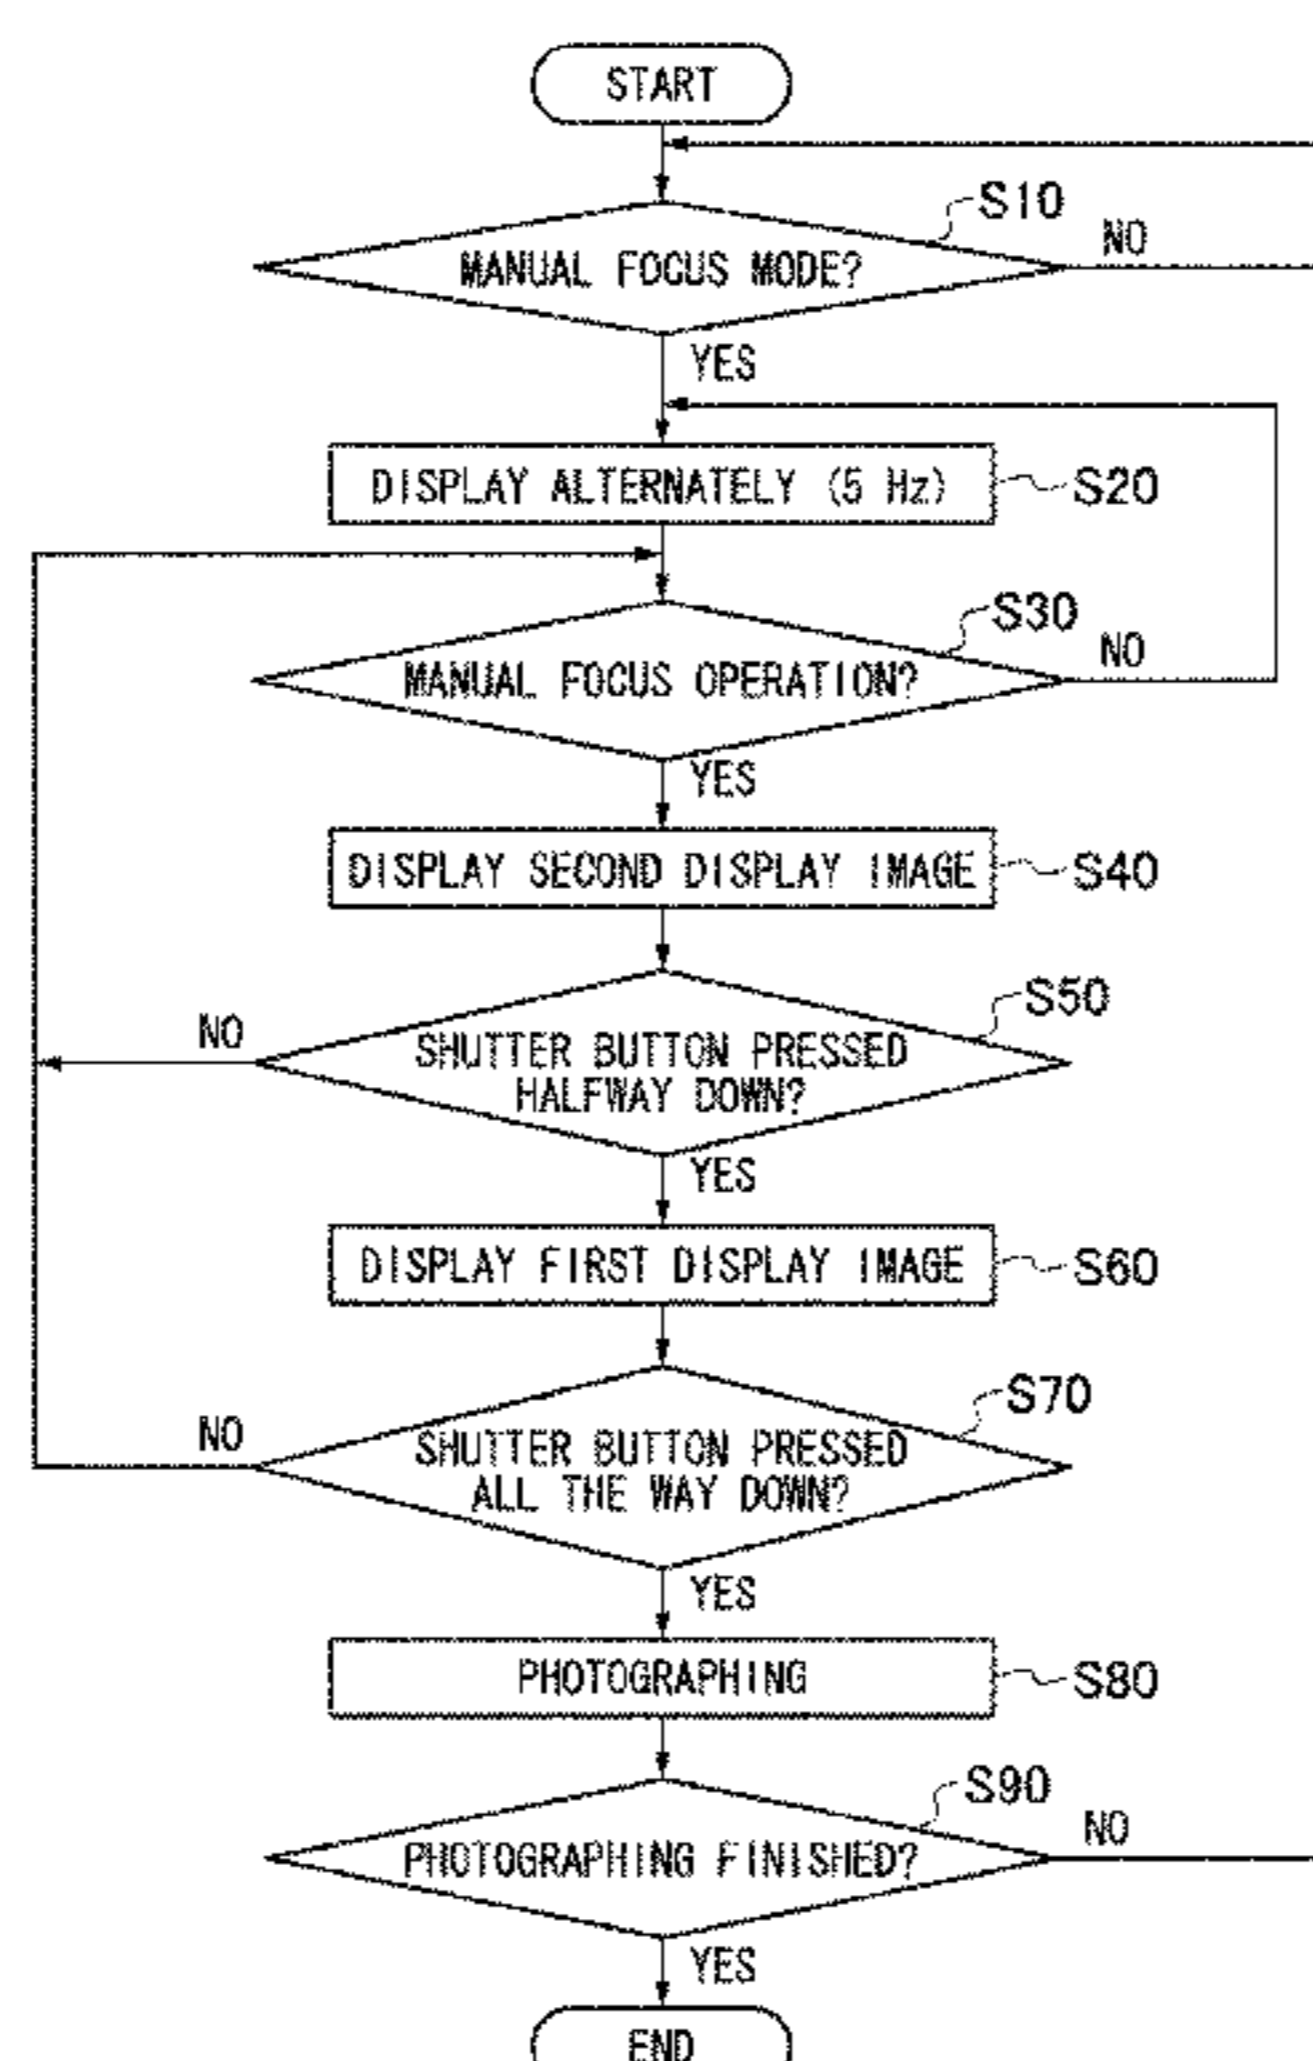 START
S10
MANUAL FOCUS MODE?
NO
YES
DISPLAY ALTERNATELY (5 Hz)
S20
S30
MANUAL FOCUS OPERATION?
NO
YES
DISPLAY SECOND DISPLAY IMAGE
S40
S50
NO
SHUTTER BUTTON PRESSED
HALFWAY DOWN?
YES
DISPLAY FIRST DISPLAY IMAGE
S60
S70
NO
SHUTTER BUTTON PRESSED
ALL THE WAY DOWN?
YES
PHOTOGRAPHING
S80
S90
PHOTOGRAPHING FINISHED?
NO
YES
END